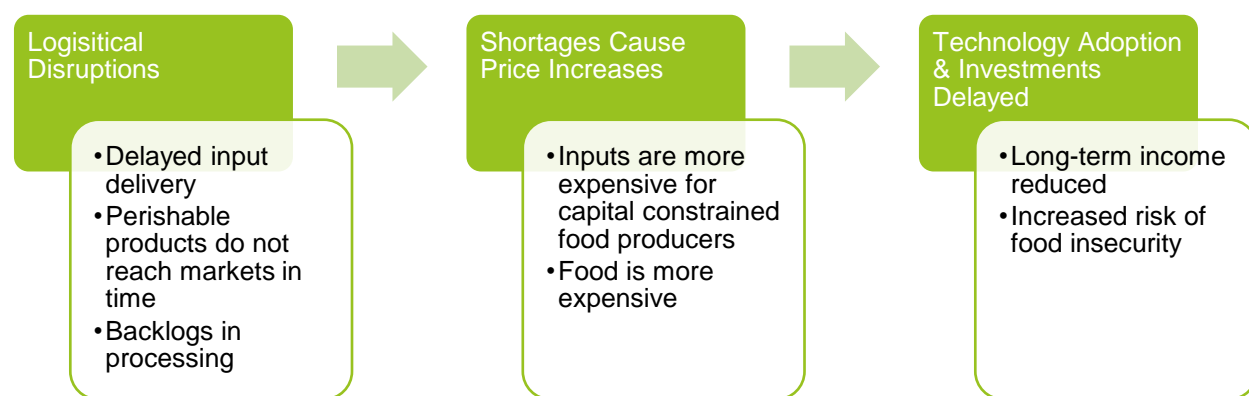 Logisitical
Disruptions
•Delayed input
delivery
•Perishable
products do not
reach markets in
time
•Backlogs in
processing
Shortages Cause
Price Increases
•Inputs are more
expensive for
capital constrained
food producers
•Food is more
expensive
Technology Adoption
& Investments
Delayed
•Long-term income
reduced
•Increased risk of
food insecurity